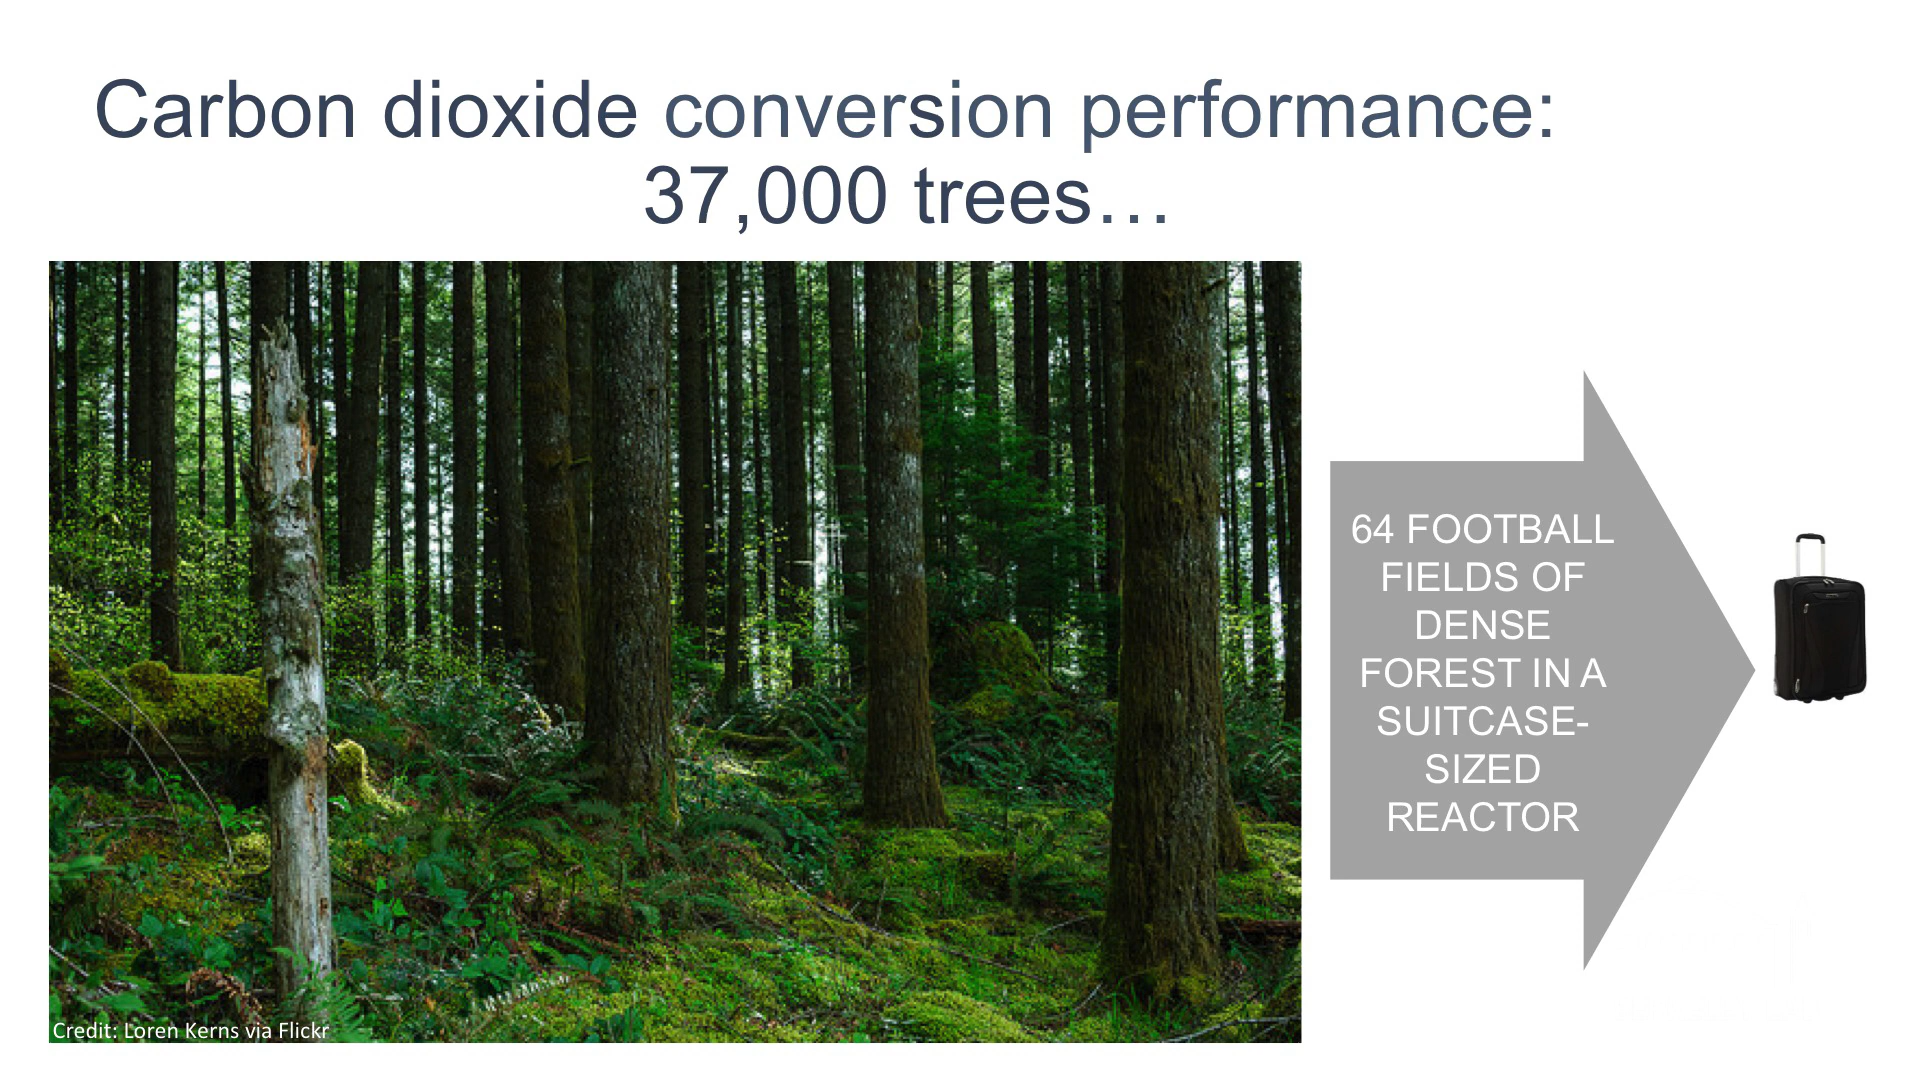 Carbon dioxide conversion performance:
37,000 trees…
64 FOOTBALL
FIELDS OF
DENSE
FOREST IN A
SUITCASE-
SIZED
REACTOR
Credit: Loren Kerns via Flickr